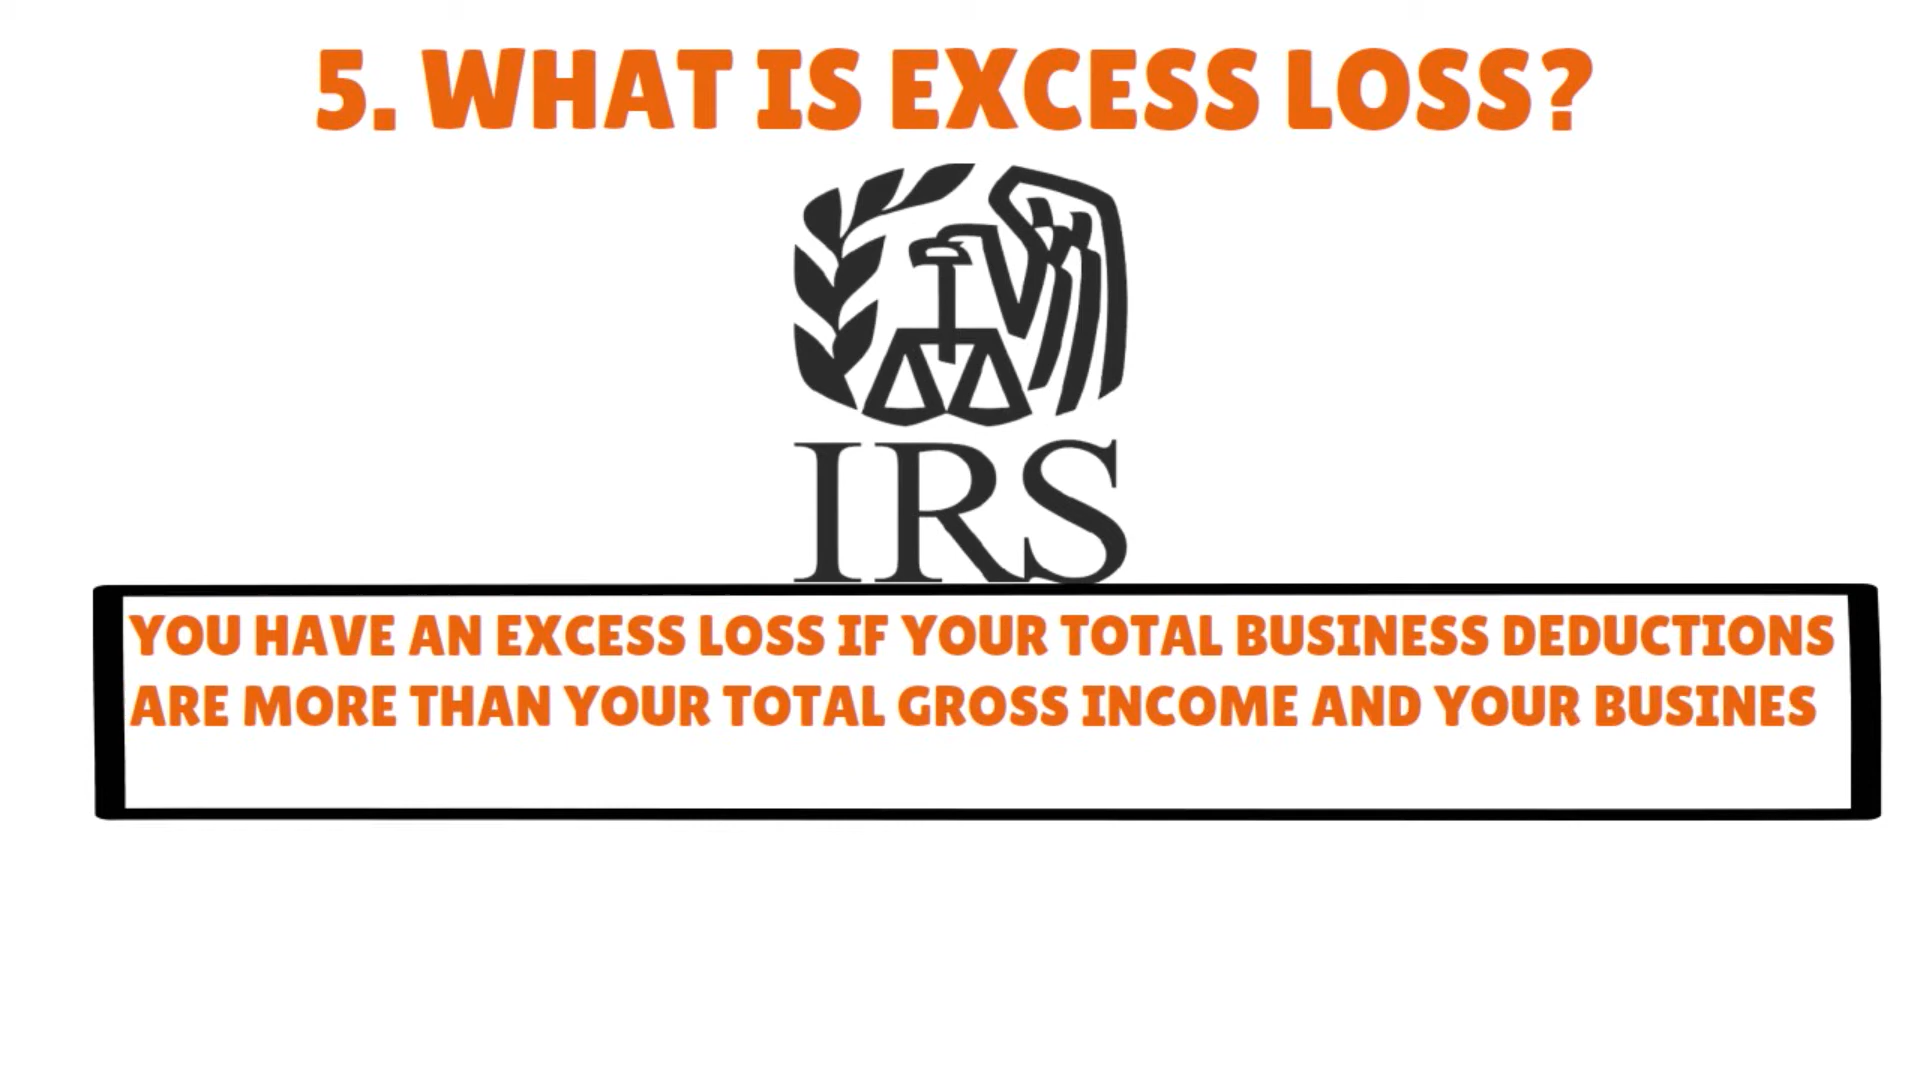 5. WHAT IS EXCESS LOSS?
IRS
YOU HAVE AN EXCESS LOSS IF YOUR TOTAL BUSINESS DEDUCTIONS
ARE MORE THAN YOUR TOTAL GROSS INCOME AND YOUR BUSINES